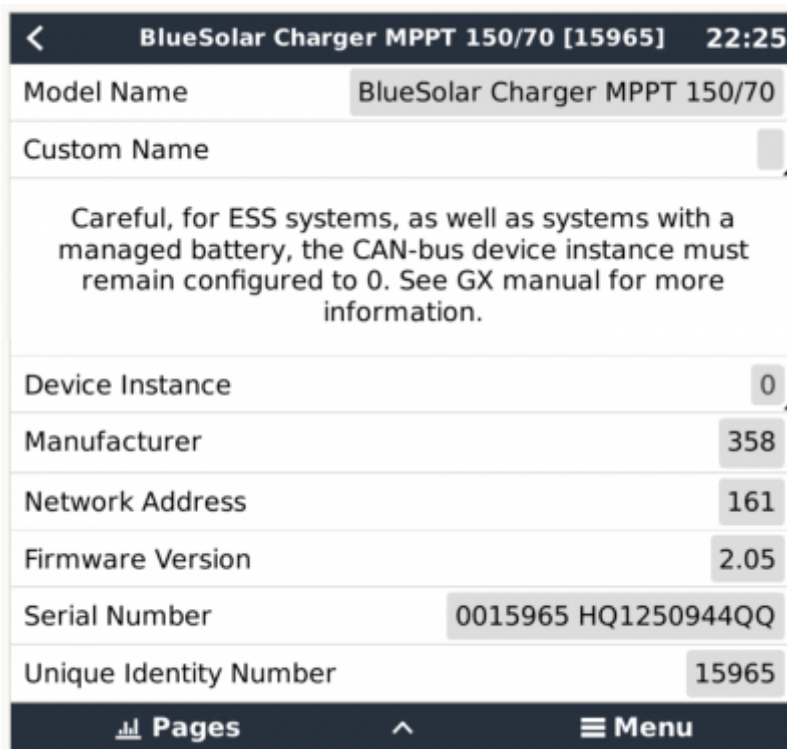 BlueSolar Charger MPPT 150/70 [15965] 22:25
Model Name BlueSolar Charger MPPT 150/70
Custom Name
Careful, for ESS systems, as well as systems with a
managed battery, the CAN-bus device instance must
remain configured to 0. See GX manual for more
information.
Device Instance 0
Manufacturer 358
Network Address 161
Firmware Version 2.05
Serial Number 0015965 HQ1250944QQ
Unique Identity Number 15965
Pages Menu